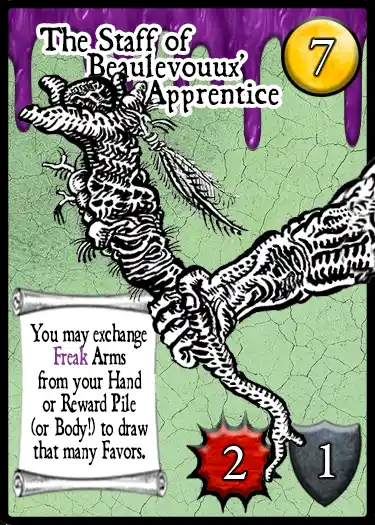 The Staff of
Beaulevouux'
Apprentice
7
You may exchange
Freak Arms
from your Hand
or Reward Pile
(or Body!) to draw
that many Favors.
2
1